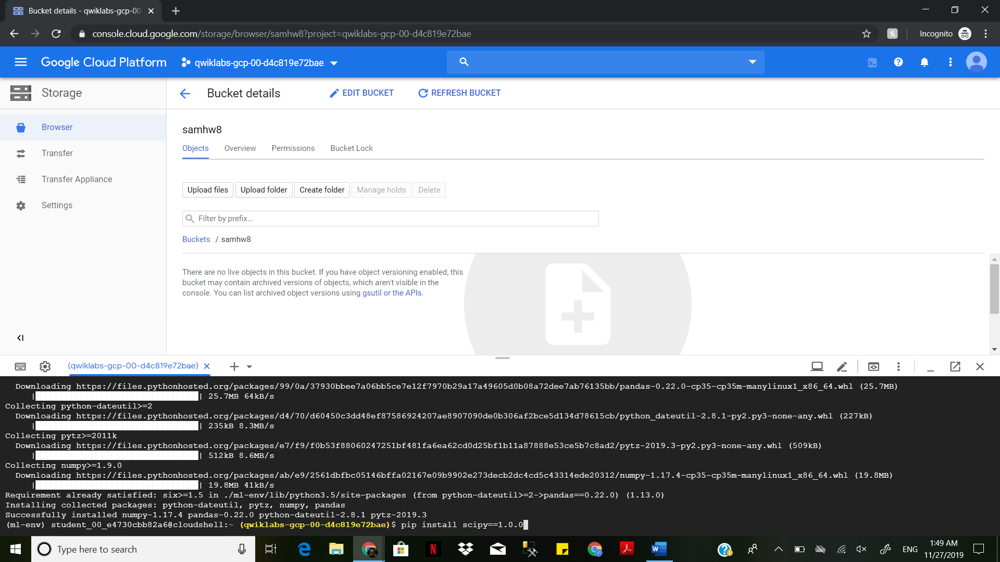 Bucket details - qwiklabs-gcp-00-
console.cloud.google.com/storage/browser/samhw8?project=qwiklabs-gcp-00-d4c819e72bae
Incognito
Google Cloud Platform
qwiklabs-gcp-00-d4c819e72bae
Storage
Bucket details
EDIT BUCKET
REFRESH BUCKET
Browser
Transfer
Transfer Appliance
Settings
samhw8
Objects Overview Permissions Bucket Lock
Upload files Upload folder Create folder Manage holds Delete
Filter by prefix...
Buckets / samhw8
There are no live objects in this bucket. If you have object versioning enabled, this
bucket may contain archived versions of objects, which aren't visible in the
console. You can list archived object versions using gsutil or the APIs.
(qwiklabs-gcp-00-d4c819e72bae)
Downloading https://files.pythonhosted.org/packages/99/0a/37930bbee7a06bb5ce7e12f7970b29a17a49605d0b08a72dee7ab76135bb/pandas-0.22.0-cp35-cp35m-manylinux1_x86_64.whl (25.7MB)
| | 25.7MB 64kB/s
Collecting python-dateutil>=2
Downloading https://files.pythonhosted.org/packages/d4/70/d60450c3dd48ef87586924207ae8907090de0b306af2bce5d134d78615cb/python_dateutil-2.8.1-py2.py3-none-any.whl (227kB)
| | 235kB 8.3MB/s
Collecting pytz>=2011k
Downloading https://files.pythonhosted.org/packages/e7/f9/f0b53f88060247251bf481fa6ea62cd0d25bf1b11a87888e53ce5b7c8ad2/pytz-2019.3-py2.py3-none-any.whl (509kB)
| | 512kB 8.6MB/s
Collecting numpy>=1.9.0
Downloading https://files.pythonhosted.org/packages/ab/e9/2561dbfbc05146bffa02167e09b9902e273decb2dc4cd5c43314ede20312/numpy-1.17.4-cp35-cp35m-manylinux1_x86_64.whl (19.8MB)
| | 19.8MB 41kB/s
Requirement already satisfied: six>=1.5 in ./ml-env/lib/python3.5/site-packages (from python-dateutil>=2->pandas==0.22.0) (1.13.0)
Installing collected packages: python-dateutil, pytz, numpy, pandas
Successfully installed numpy-1.17.4 pandas-0.22.0 python-dateutil-2.8.1 pytz-2019.3
(ml-env) student_00_e4730cbb82a6@cloudshell:~ (qwiklabs-gcp-00-d4c819e72bae)$ pip install scipy==1.0.0
Type here to search
ENG
1:49 AM
11/27/2019